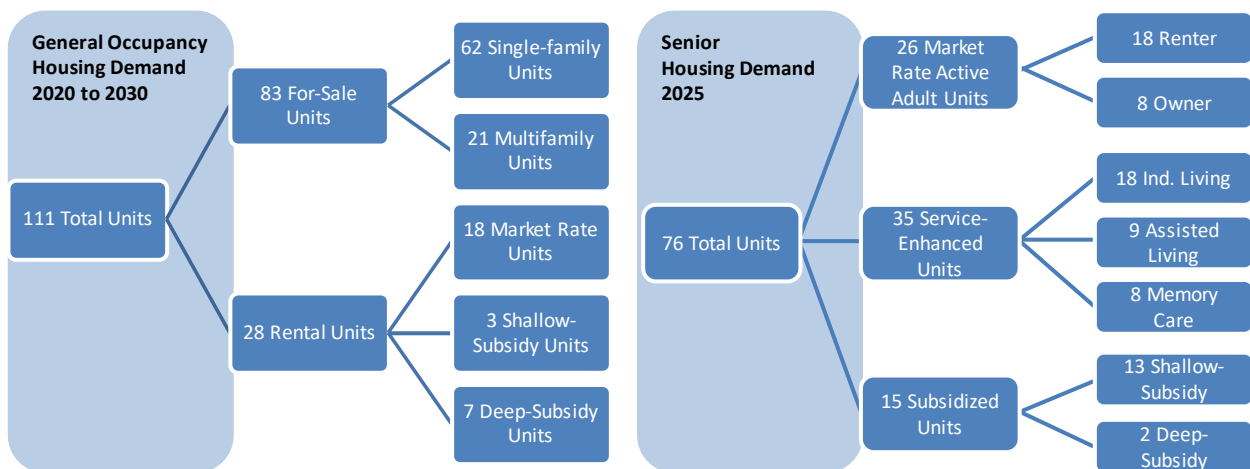 General Occupancy
Housing Demand
2020 to 2030
111 Total Units
83 For-Sale
Units
62 Single-family
Units
21 Multifamily
Units
28 Rental Units
18 Market Rate
Units
3 Shallow-
Subsidy Units
7 Deep-Subsidy
Units
Senior
Housing Demand
2025
76 Total Units
26 Market
Rate Active
Adult Units
18 Renter
8 Owner
35 Service-
Enhanced
Units
18 Ind. Living
9 Assisted
Living
8 Memory
Care
15 Subsidized
Units
13 Shallow-
Subsidy
2 Deep-
Subsidy